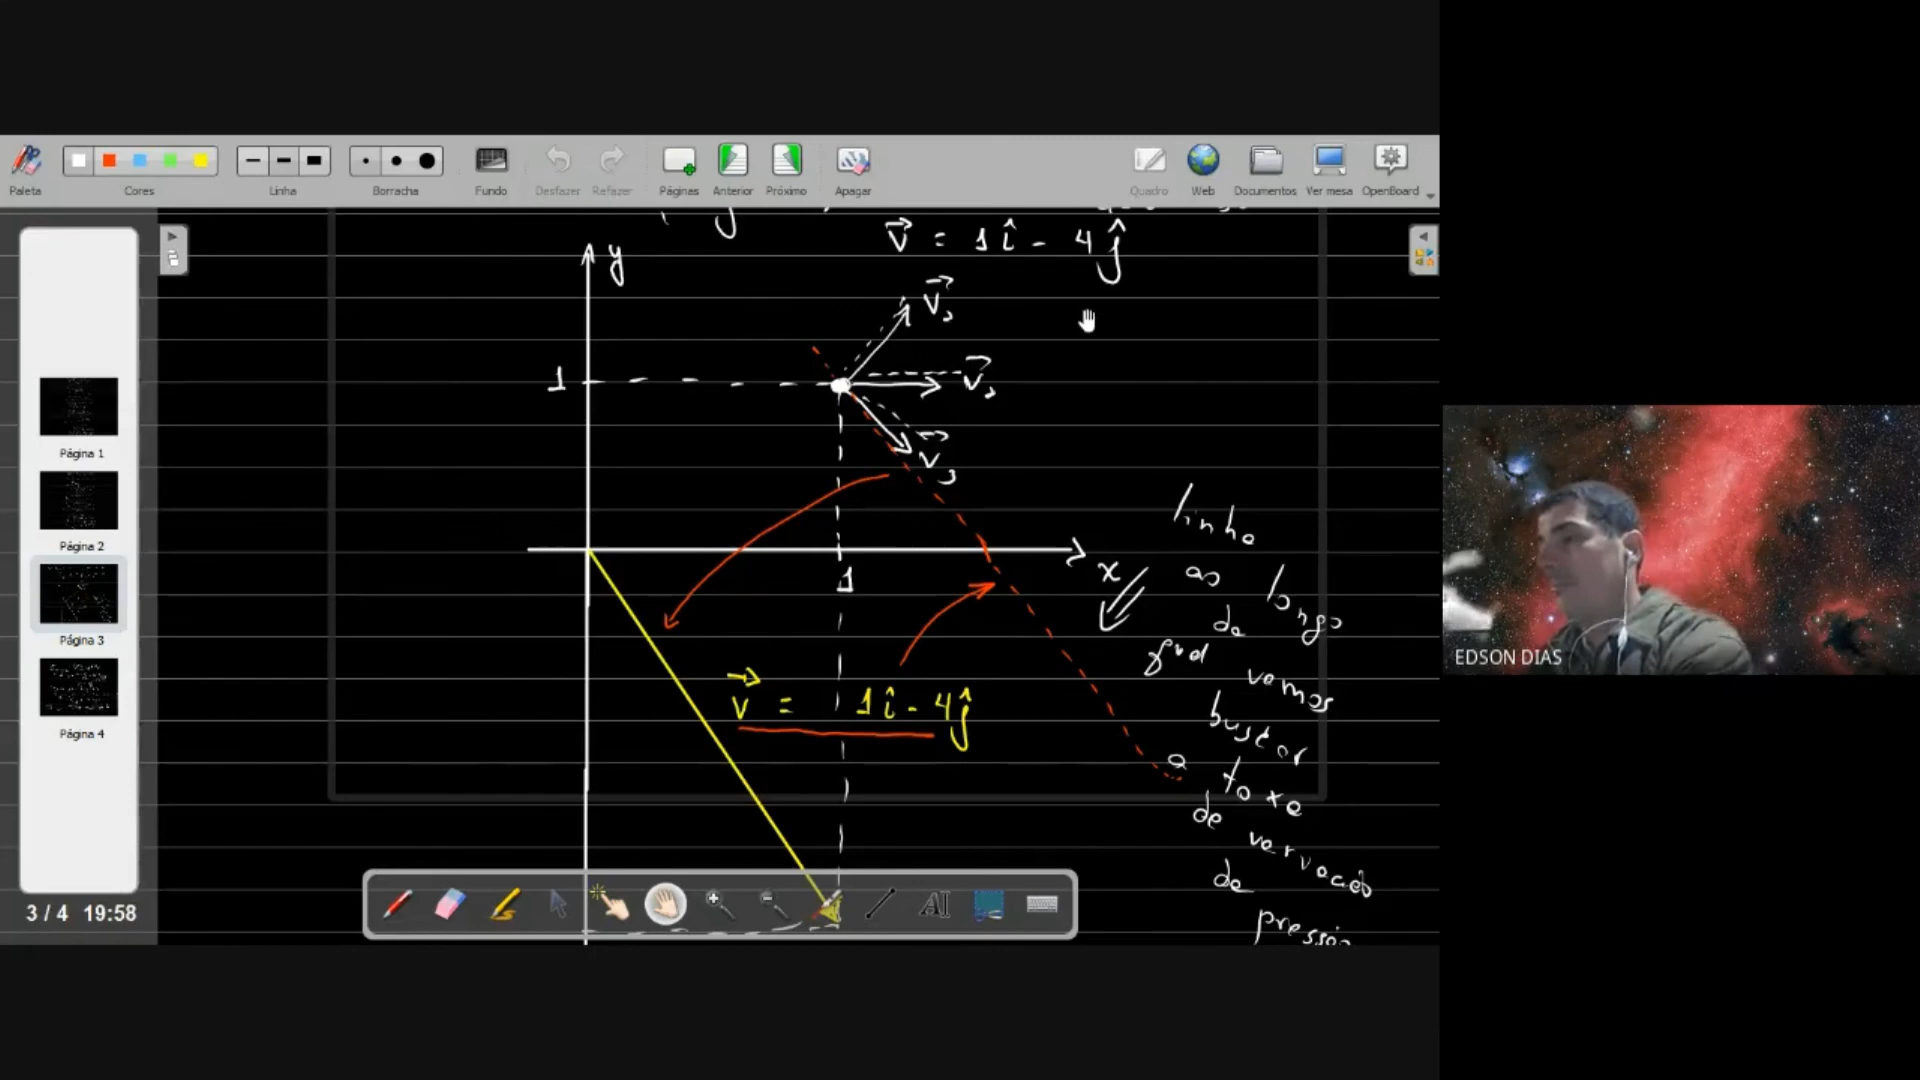 Paleta
Cores
Linha
Borracha
Fundo
Desfazer
Refazer
Páginas
Anterior
Próximo
Apagar
Quadro
Web
Documentos
Ver mesa
OpenBoard
V⃗ = 1î - 4ĵ
y
V⃗
1
V⃗
V⃗
x
1
linha
ao longo
da
qual vamos
buscar
a taxa
de
de
pressão
v⃗ = 1î - 4ĵ
Página 1
Página 2
Página 3
Página 4
3 / 4 19:58
AI
EDSON DIAS